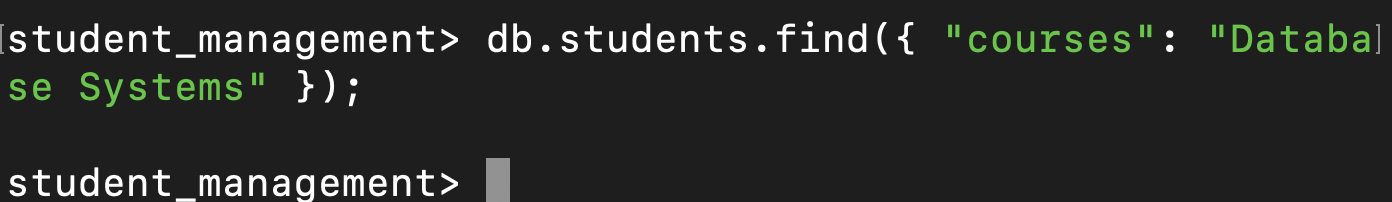 student_management> db.students.find({ "courses": "Databa
se Systems" });
student_management>